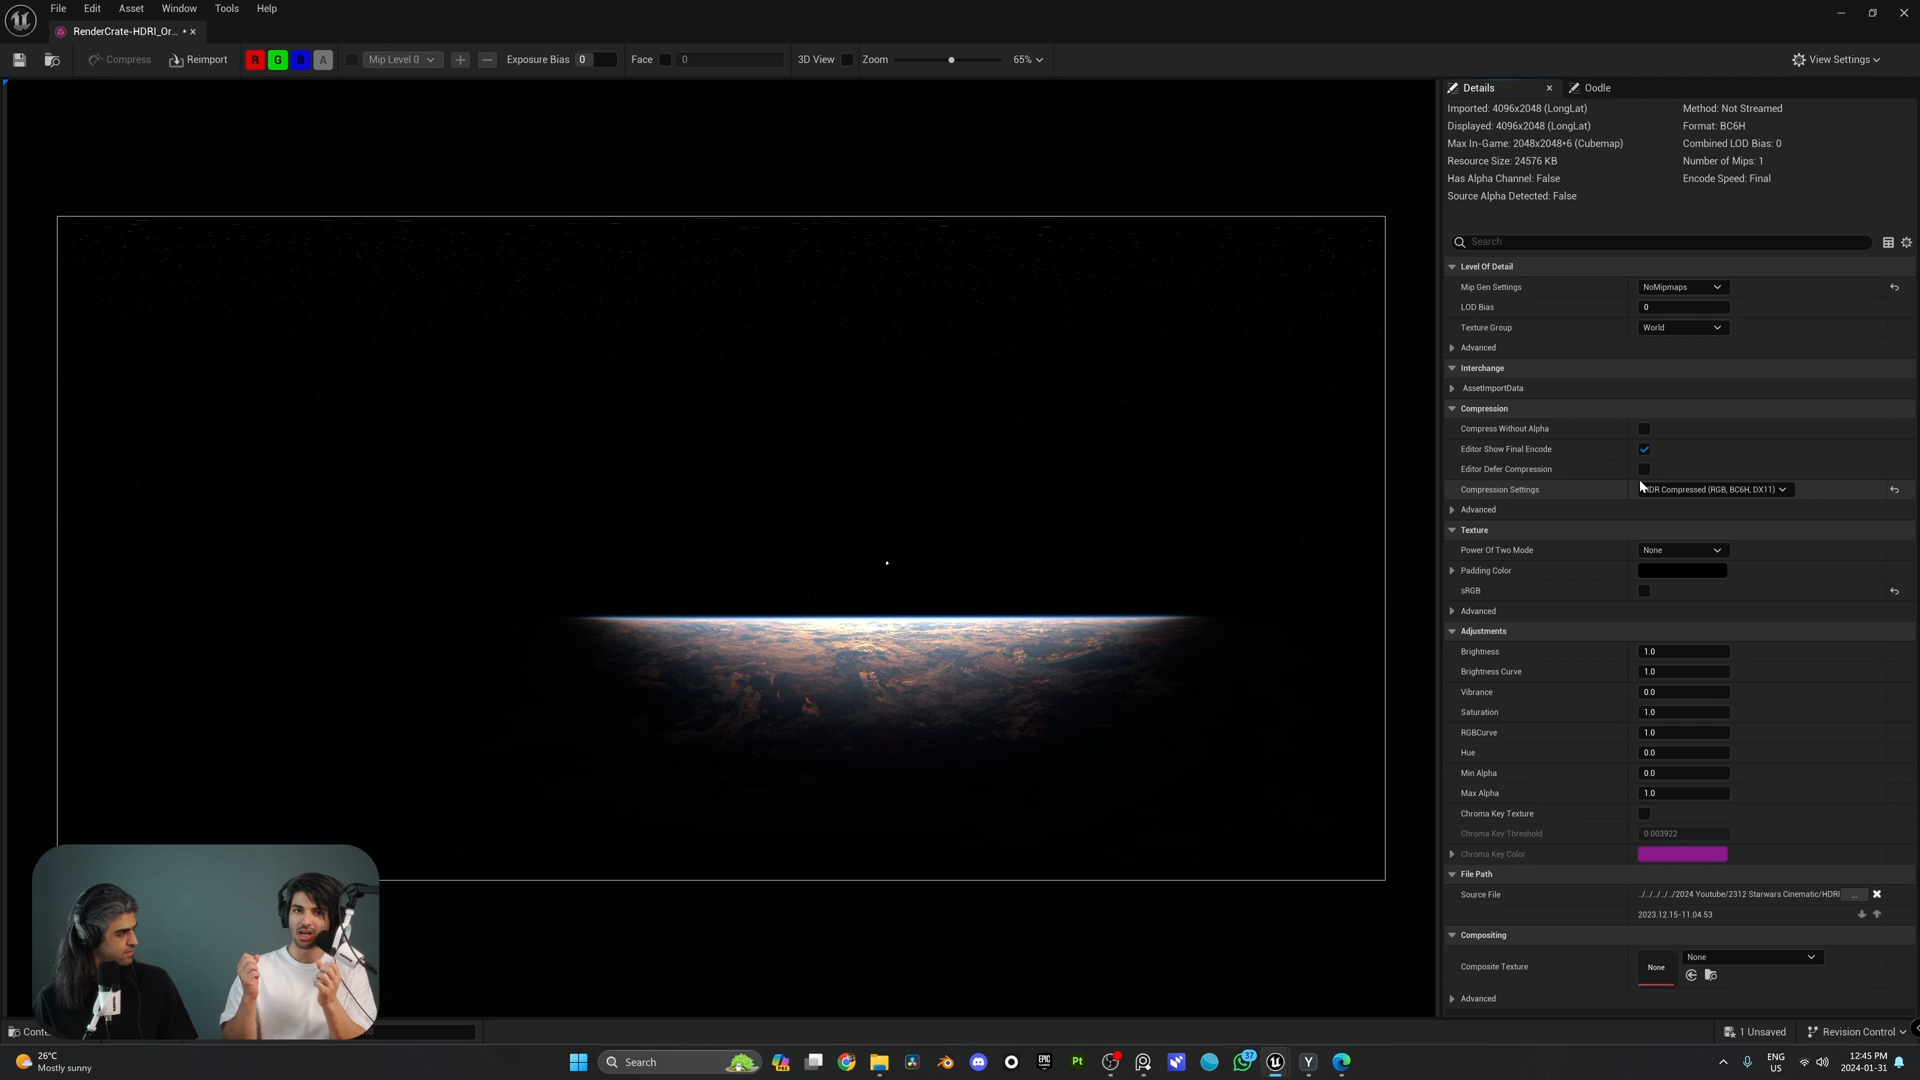 File Edit Asset Window Tools Help
RenderCrate-HDRI_Or... •
Compress Reimport R G B A Mip Level 0 Exposure Bias 0 Face 0 3D View Zoom 65% View Settings
Details Oodle
Imported: 4096x2048 (LongLat) Method: Not Streamed
Displayed: 4096x2048 (LongLat) Format: BC6H
Max In-Game: 2048x2048*6 (Cubemap) Combined LOD Bias: 0
Resource Size: 24576 KB Number of Mips: 1
Has Alpha Channel: False Encode Speed: Final
Source Alpha Detected: False
Search
Level Of Detail
Mip Gen Settings NoMipmaps
LOD Bias 0
Texture Group World
Advanced
Interchange
AssetImportData
Compression
Compress Without Alpha
Editor Show Final Encode
Editor Defer Compression
Compression Settings HDR Compressed (RGB, BC6H, DX11)
Advanced
Texture
Power Of Two Mode None
Padding Color
sRGB
Advanced
Adjustments
Brightness 1.0
Brightness Curve 1.0
Vibrance 0.0
Saturation 1.0
RGBCurve 1.0
Hue 0.0
Min Alpha 0.0
Max Alpha 1.0
Chroma Key Texture
Chroma Key Threshold 0.003922
Chroma Key Color
File Path
Source File ../../../../../2024 Youtube/2312 Starwars Cinematic/HDRI ...
2023.12.15-11.04.53
Compositing
Composite Texture None None
Advanced
Conte 1 Unsaved Revision Control
26°C
Mostly sunny
Search
37
ENG
US
12:45 PM
2024-01-31